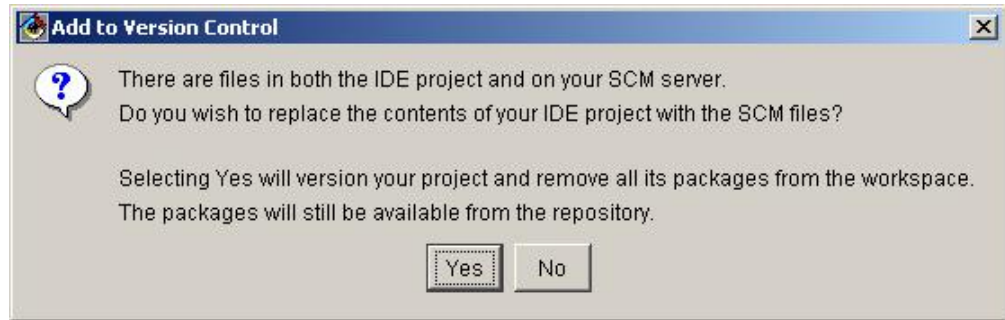 Add to Version Control
There are files in both the IDE project and on your SCM server.
Do you wish to replace the contents of your IDE project with the SCM files?
Selecting Yes will version your project and remove all its packages from the workspace.
The packages will still be available from the repository.
Yes No